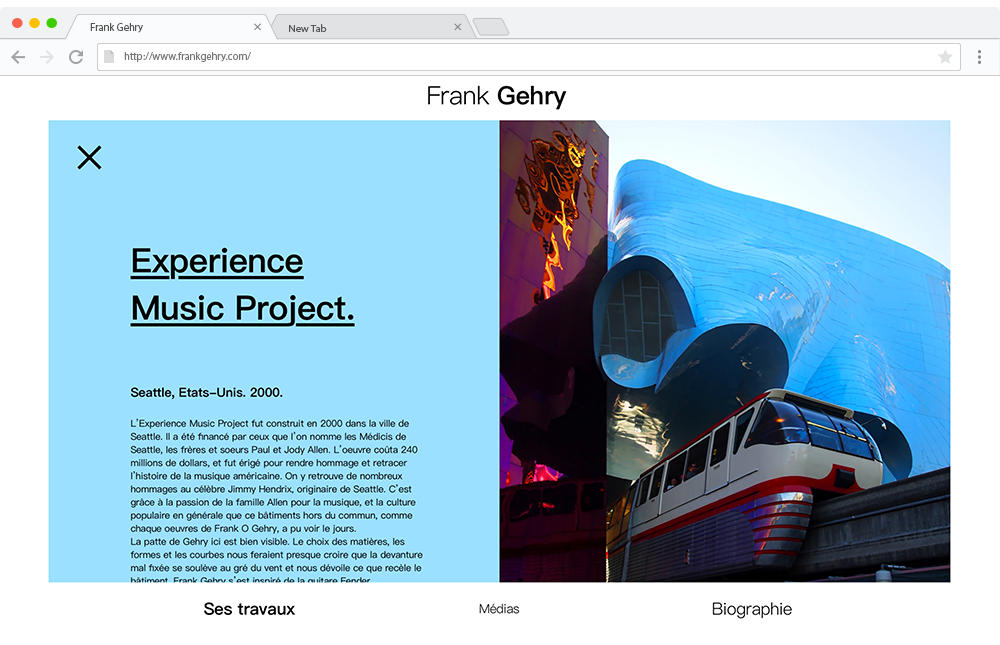 Frank Gehry
New Tab
http://www.frankgehry.com/
Frank Gehry
Experience
Music Project.
Seattle, Etats-Unis. 2000.
L'Experience Music Project fut construit en 2000 dans la ville de
Seattle. Il a été financé par ceux que l'on nomme les Médicis de
Seattle, les frères et soeurs Paul et Jody Allen. L'oeuvre coûta 240
millions de dollars, et fut érigé pour rendre hommage et retracer
l'histoire de la musique américaine. On y retrouve de nombreux
hommages au célèbre Jimmy Hendrix, originaire de Seattle. C'est
grâce à la passion de la famille Allen pour la musique, et la culture
populaire en générale que ce bâtiments hors du commun, comme
chaque oeuvres de Frank O Gehry, a pu voir le jours.
La patte de Gehry ici est bien visible. Le choix des matières, les
formes et les courbes nous feraient presque croire que la devanture
mal fixée se soulève au gré du vent et nous dévoile ce que recèle le
bâtiment. Frank Gehry s'est inspiré de la guitare Fender
Ses travaux
Médias
Biographie